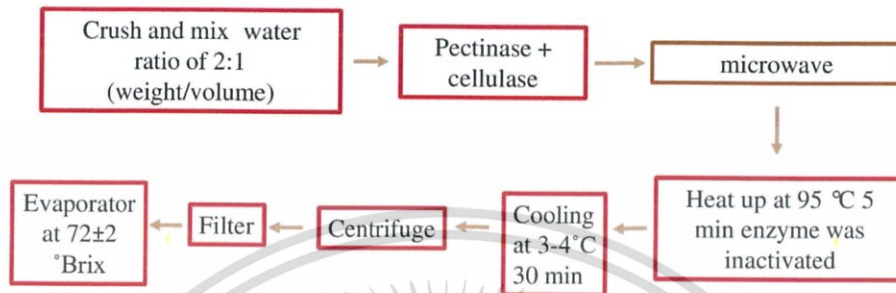 Crush and mix water
ratio of 2:1
(weight/volume)
Pectinase +
cellulase
microwave
Heat up at 95 ℃ 5
min enzyme was
inactivated
Cooling
at 3-4˚C
30 min
Centrifuge
Filter
Evaporator
at 72±2
˚Brix